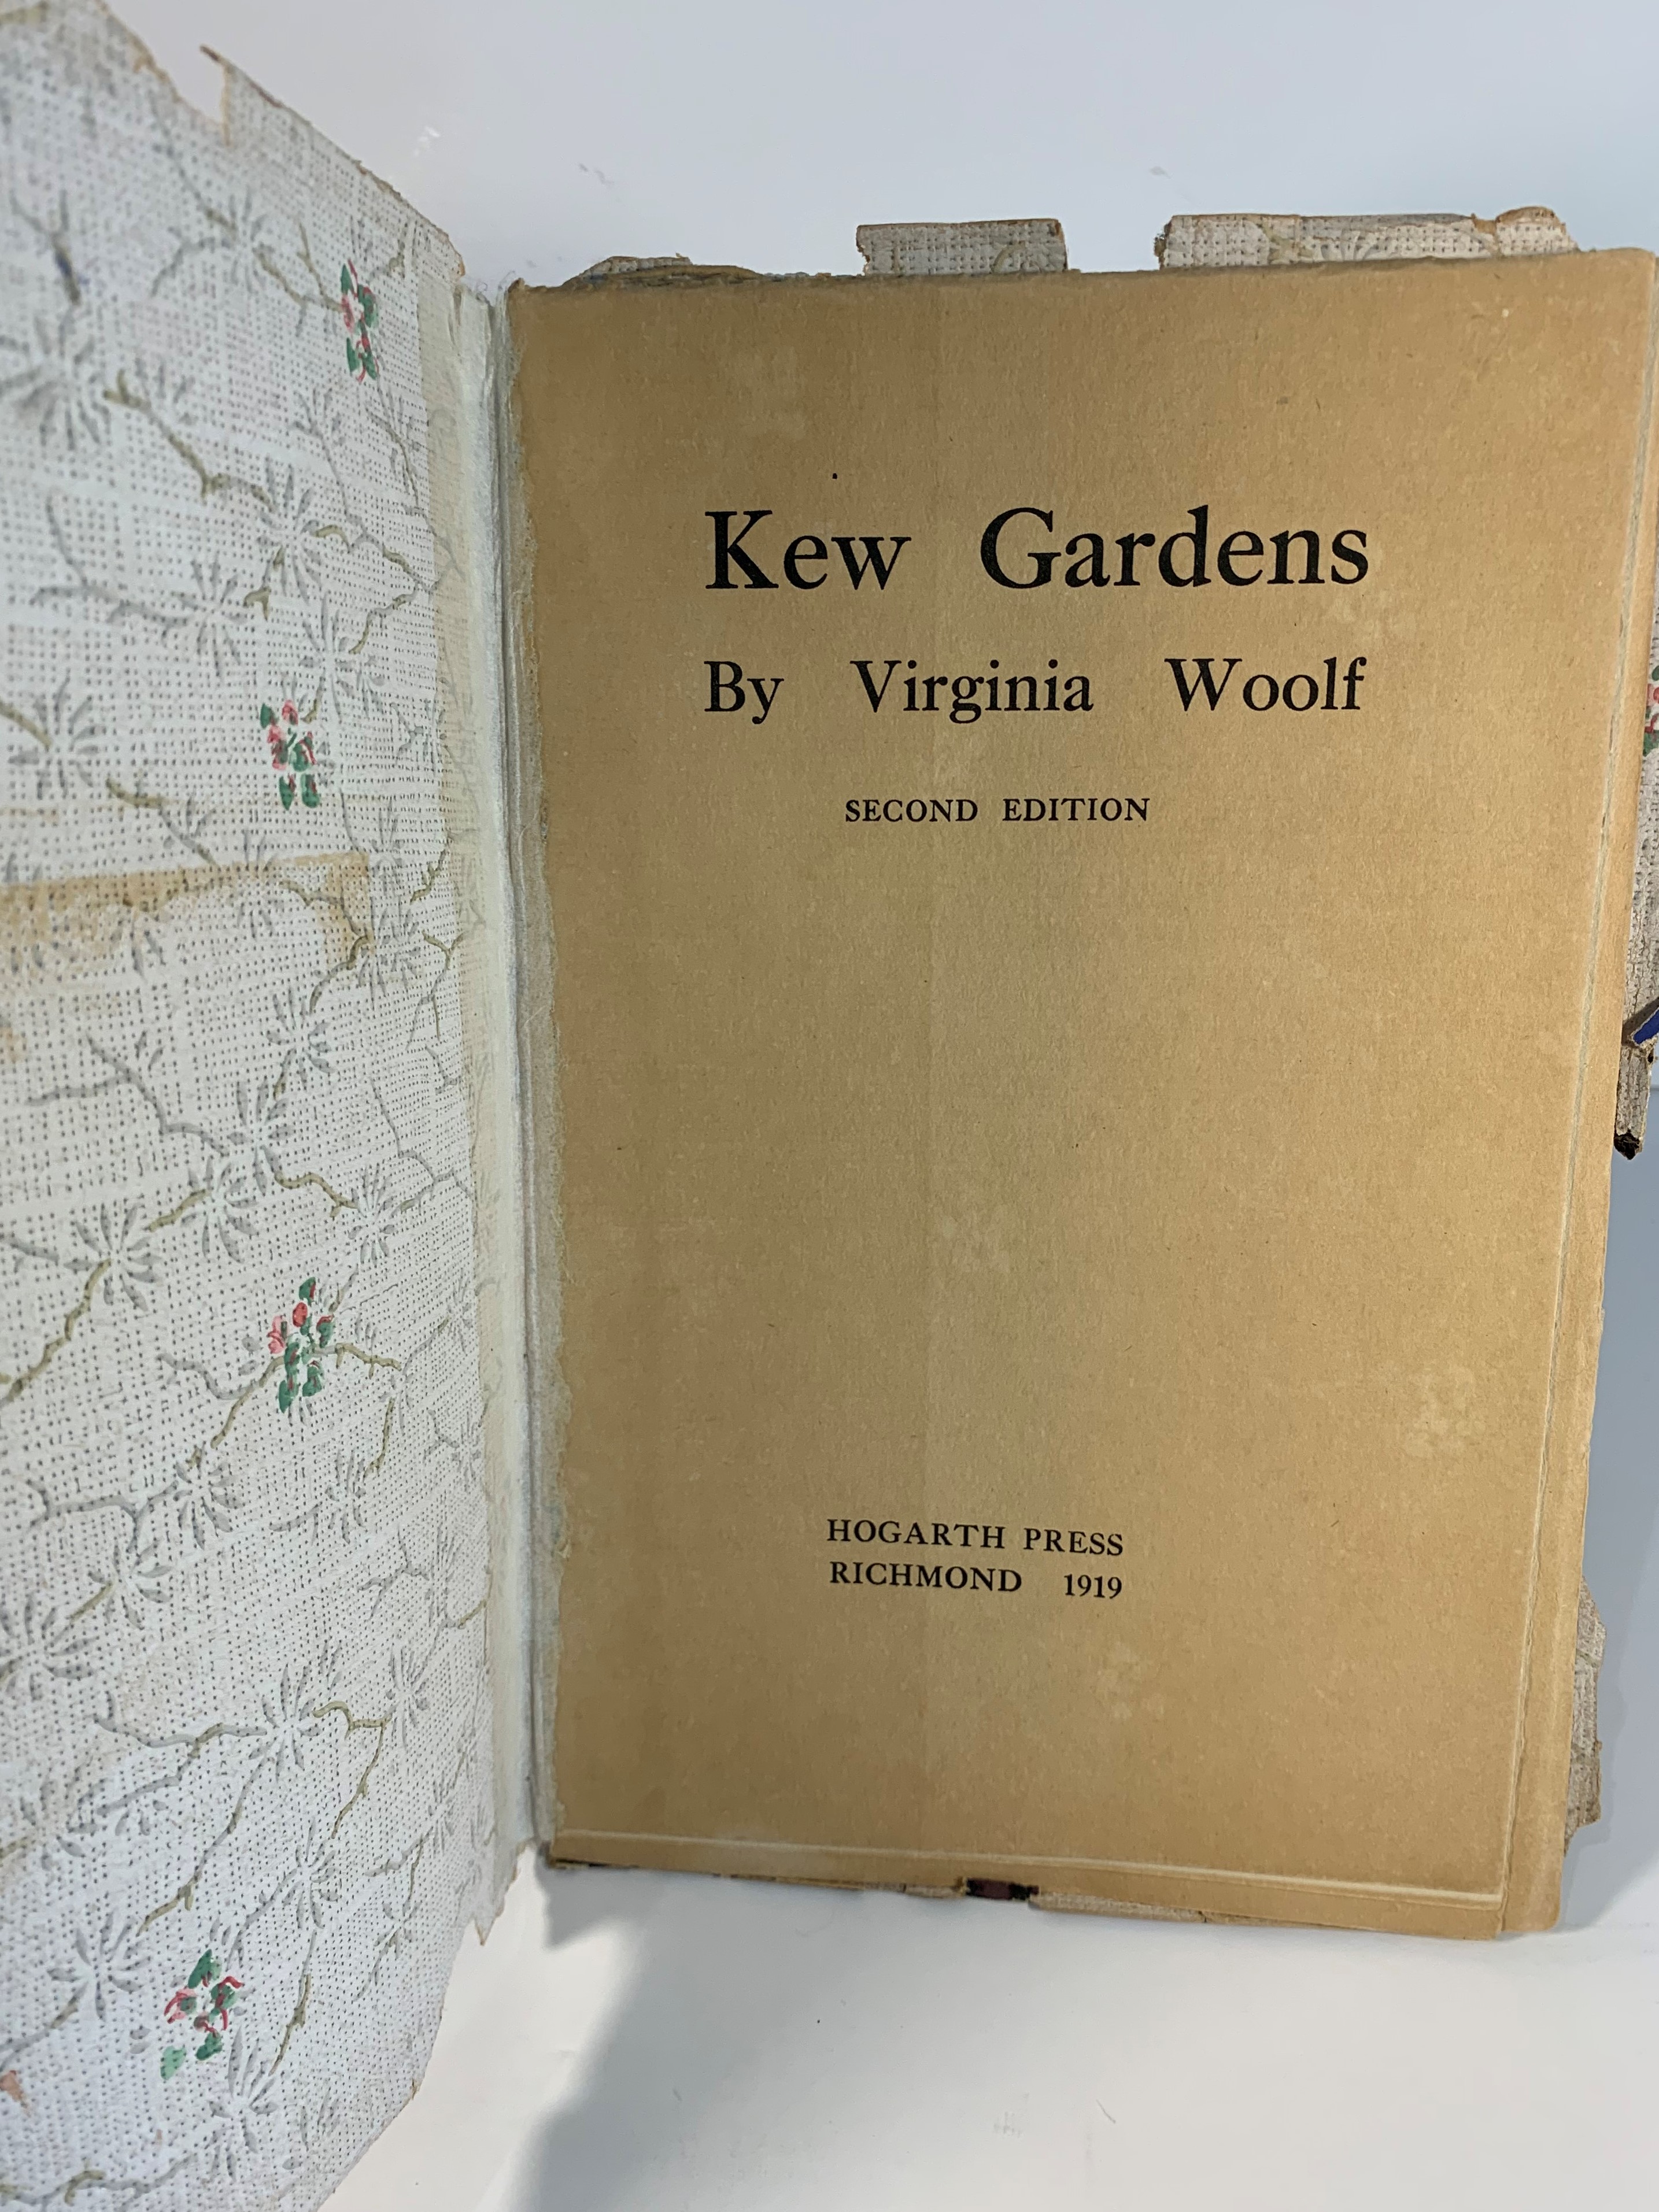 Kew Gardens
By Virginia Woolf
SECOND EDITION
HOGARTH PRESS
RICHMOND 1919